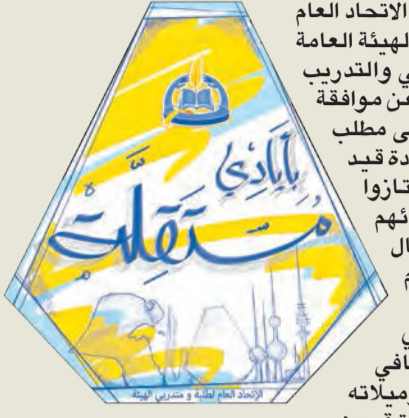 الاتحاد العام
لهيئة العامة
ي والتدريب
ن موافقة
ى مطلب
دة قيد
تازوا
ئهم
ال
م
ي
افي
ميلاته
بأيادي
مستقلة
الإتحاد العام لطلبة و متدربي الهيئة